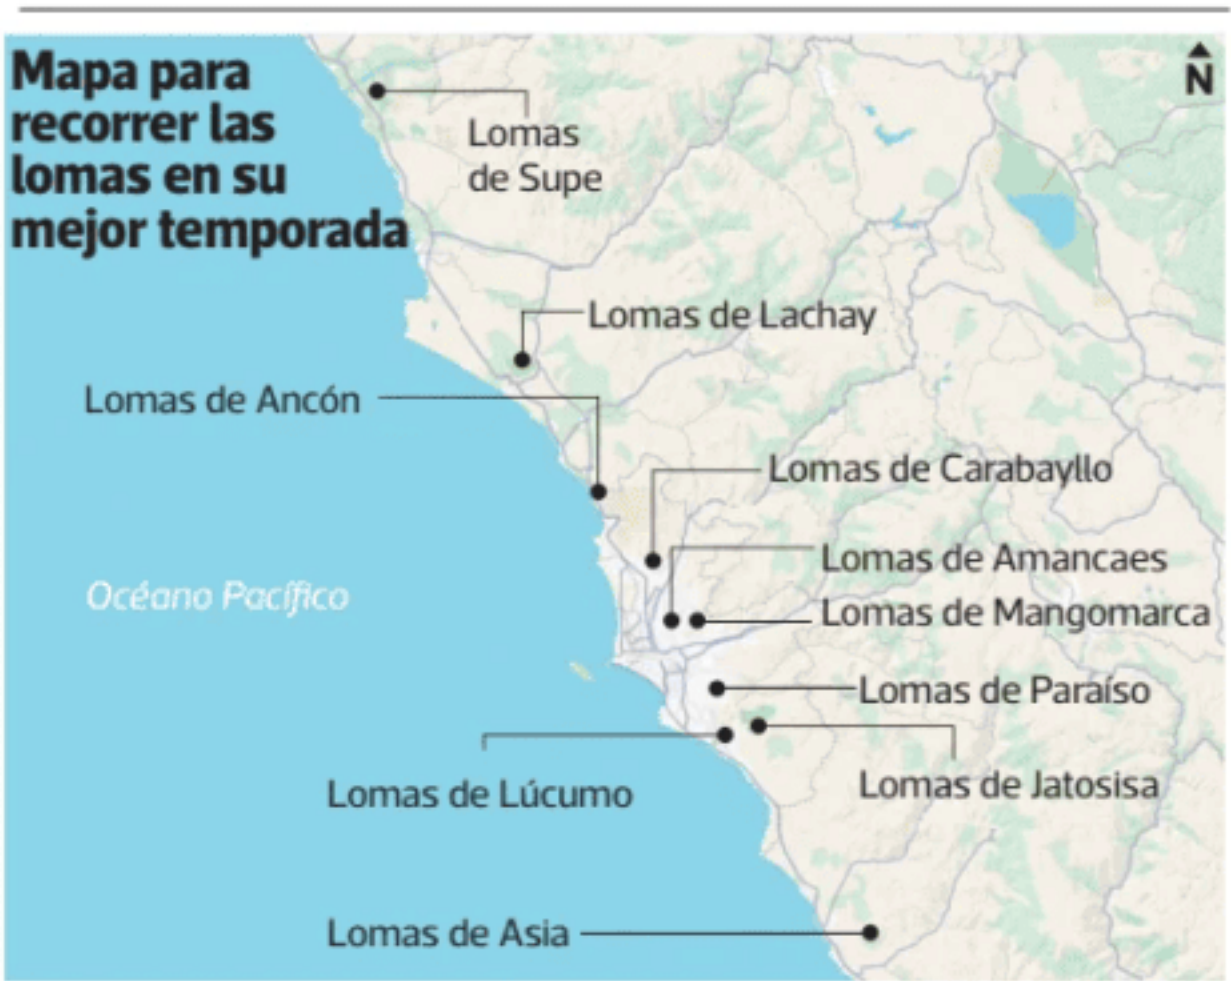 Mapa para
recorrer las
lomas en su
mejor temporada
N
Lomas
de Supe
Lomas de Lachay
Lomas de Ancón
Lomas de Carabayllo
Lomas de Amancaes
Océano Pacífico
Lomas de Mangomarca
Lomas de Paraíso
Lomas de Jatosisa
Lomas de Lúcumo
Lomas de Asia